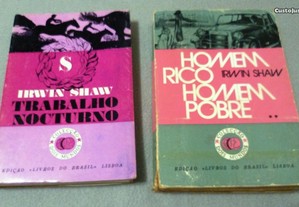 CustoJusto
S
IRWIN SHAW
TRABALHO
NOCTURNO
EDIÇÃO «LIVROS DO BRASIL» LISBOA
HOMEM
RICO IRWIN SHAW
HOMEM
POBRE
**
EDIÇÃO «LIVROS DO BRASIL» LISBOA